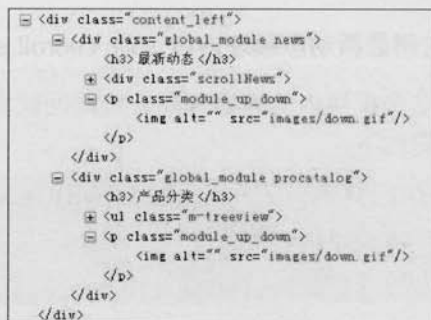 <div class="content_left">
<div class="global_module news">
<h3>最新动态</h3>
<div class="scrollNews">
<p class="module_up_down">
<img alt="" src="images/down.gif"/>
</p>
</div>
<div class="global_module procatalog">
<h3>产品分类</h3>
<ul class="m-treeview">
<p class="module_up_down">
<img alt="" src="images/down.gif"/>
</p>
</div>
</div>